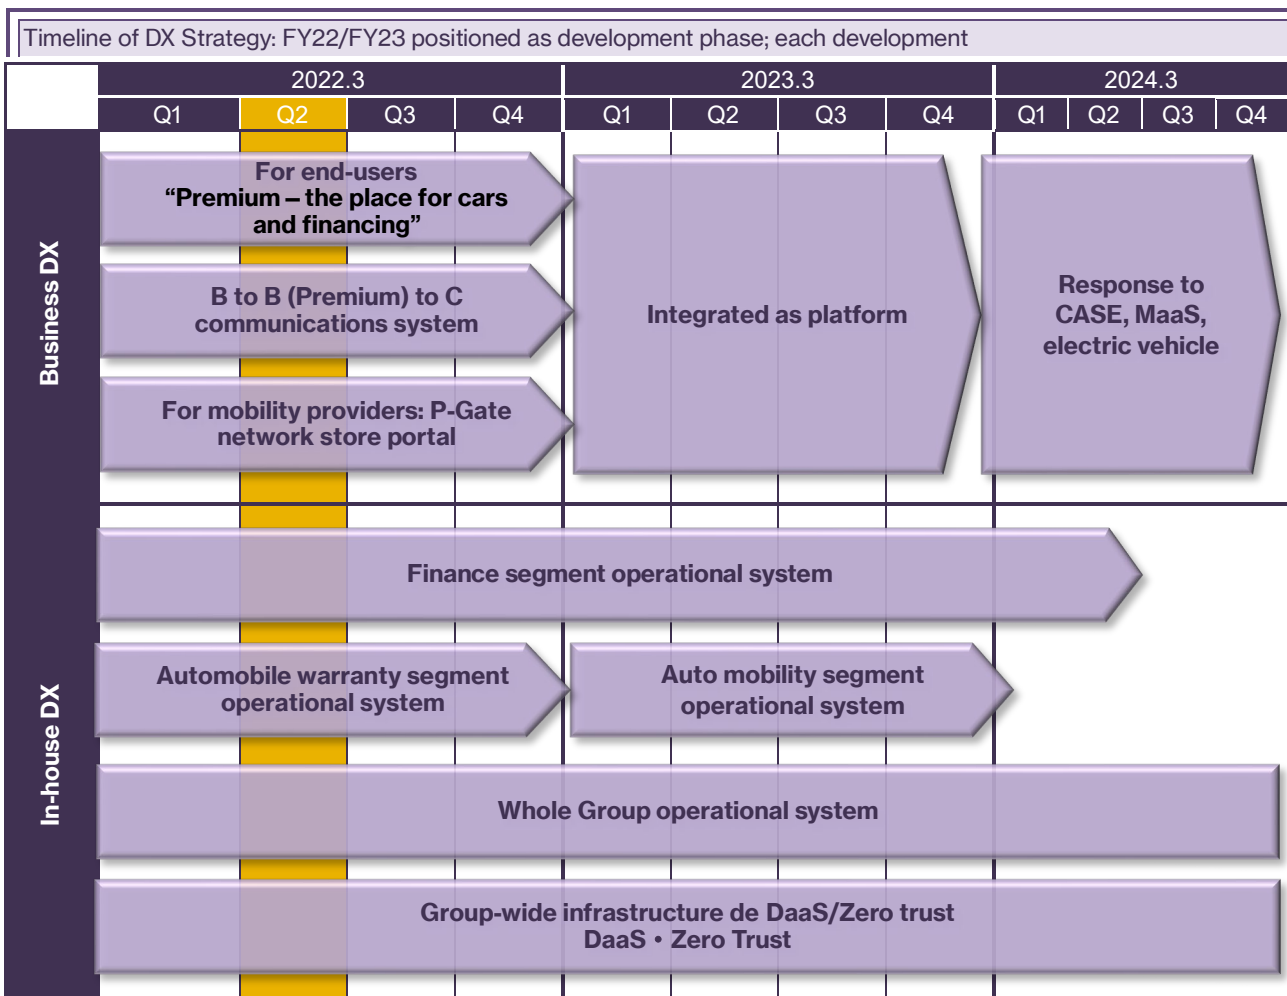 Timeline of DX Strategy: FY22/FY23 positioned as development phase; each development
2022.3 2023.3 2024.3
Q1 Q2 Q3 Q4 Q1 Q2 Q3 Q4 Q1 Q2 Q3 Q4
Business DX
For end-users
“Premium – the place for cars
and financing”
B to B (Premium) to C
communications system
For mobility providers: P-Gate
network store portal
Integrated as platform
Response to
CASE, MaaS,
electric vehicle
In-house DX
Finance segment operational system
Automobile warranty segment
operational system
Auto mobility segment
operational system
Whole Group operational system
Group-wide infrastructure de DaaS/Zero trust
DaaS • Zero Trust